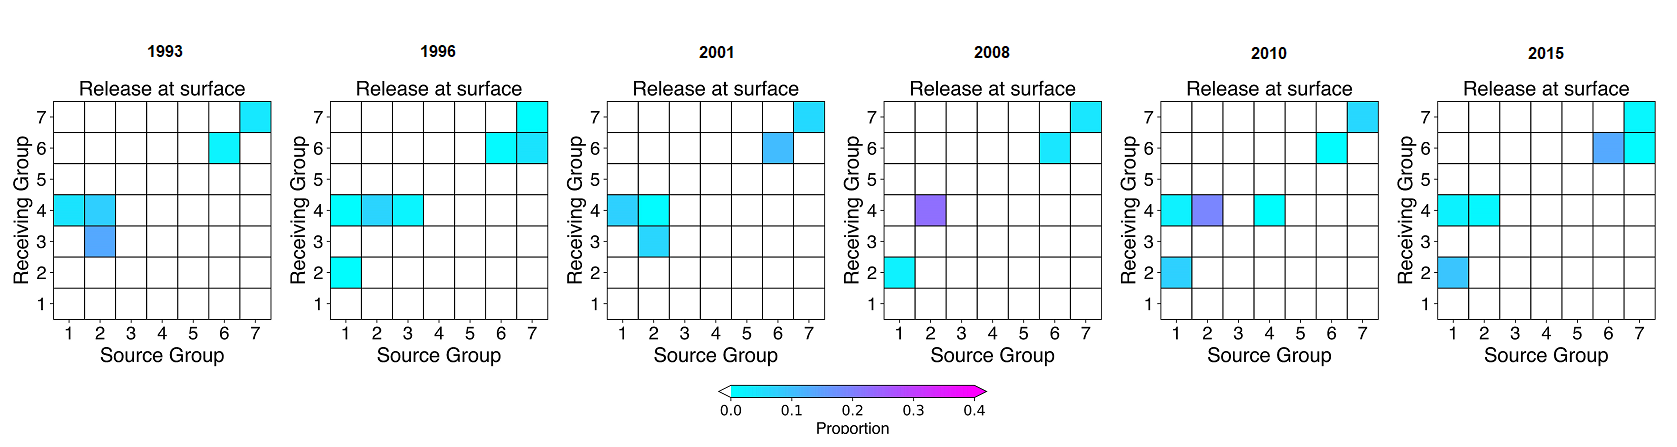 1993 1996 2001 2008 2010 2015
Release at surface Release at surface Release at surface Release at surface Release at surface Release at surface
Receiving Group Receiving Group Receiving Group Receiving Group Receiving Group Receiving Group
7 7 7 7 7 7
6 6 6 6 6 6
5 5 5 5 5 5
4 4 4 4 4 4
3 3 3 3 3 3
2 2 2 2 2 2
1 1 1 1 1 1
1 2 3 4 5 6 7 1 2 3 4 5 6 7 1 2 3 4 5 6 7 1 2 3 4 5 6 7 1 2 3 4 5 6 7 1 2 3 4 5 6 7
Source Group Source Group Source Group Source Group Source Group Source Group
0.0 0.1 0.2 0.3 0.4
Proportion